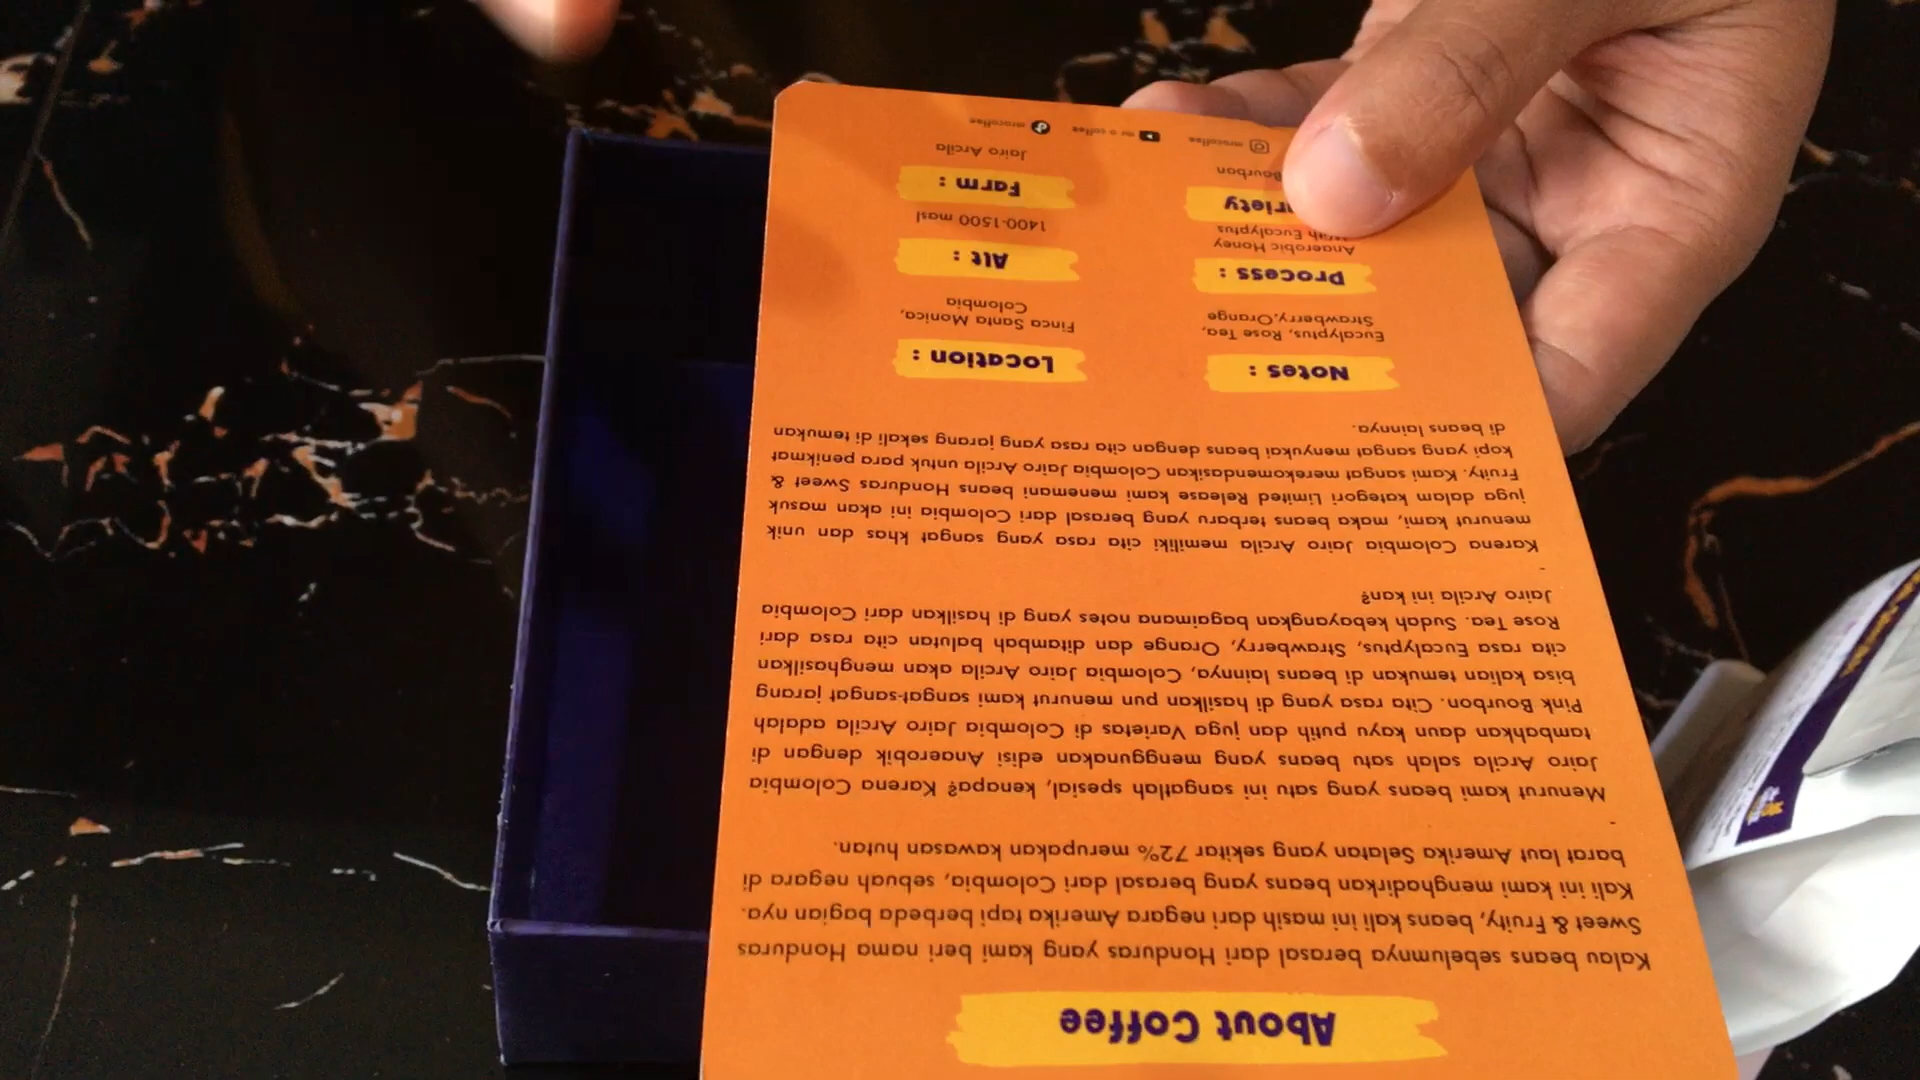 About Coffee
Kalau beans sebelumnya berasal dari Honduras yang kami beri nama Honduras
Sweet & Fruity, beans kali ini masih dari negara Amerika tapi berbeda bagian nya.
Kali ini kami menghadirkan beans yang berasal dari Colombia, sebuah negara di
barat laut Amerika Selatan yang sekitar 72% merupakan kawasan hutan.
.
Menurut kami beans yang satu ini sangatlah spesial, kenapa? Karena Colombia
Jairo Arcila salah satu beans yang menggunakan edisi Anaerobik dengan di
tambahkan daun kayu putih dan juga Varietas di Colombia Jairo Arcila adalah
Pink Bourbon. Cita rasa yang di hasilkan pun menurut kami sangat-sangat jarang
bisa kalian temukan di beans lainnya, Colombia Jairo Arcila akan menghasilkan
cita rasa Eucalyptus, Strawberry, Orange dan ditambah balutan cita rasa dari
Rose Tea. Sudah kebayangkan bagaimana notes yang di hasilkan dari Colombia
Jairo Arcila ini kan?
.
Karena Colombia Jairo Arcila memiliki cita rasa yang sangat khas dan unik
menurut kami, maka beans terbaru yang berasal dari Colombia ini akan masuk
juga dalam kategori Limited Release kami menemani beans Honduras Sweet &
Fruity. Kami sangat merekomendasikan Colombia Jairo Arcila untuk para penikmat
kopi yang sangat menyukai beans dengan cita rasa yang jarang sekali di temukan
di beans lainnya.
Notes :
Eucalyptus, Rose Tea,
Strawberry,Orange
Process :
Anaerobic Honey
Eucalyptus
riety
Bourbon
Location :
Finca Santa Monica,
Colombia
Alt :
1400-1500 masl
Farm :
Jairo Arcila
mrocoffee
mr o coffee
mrocoffee